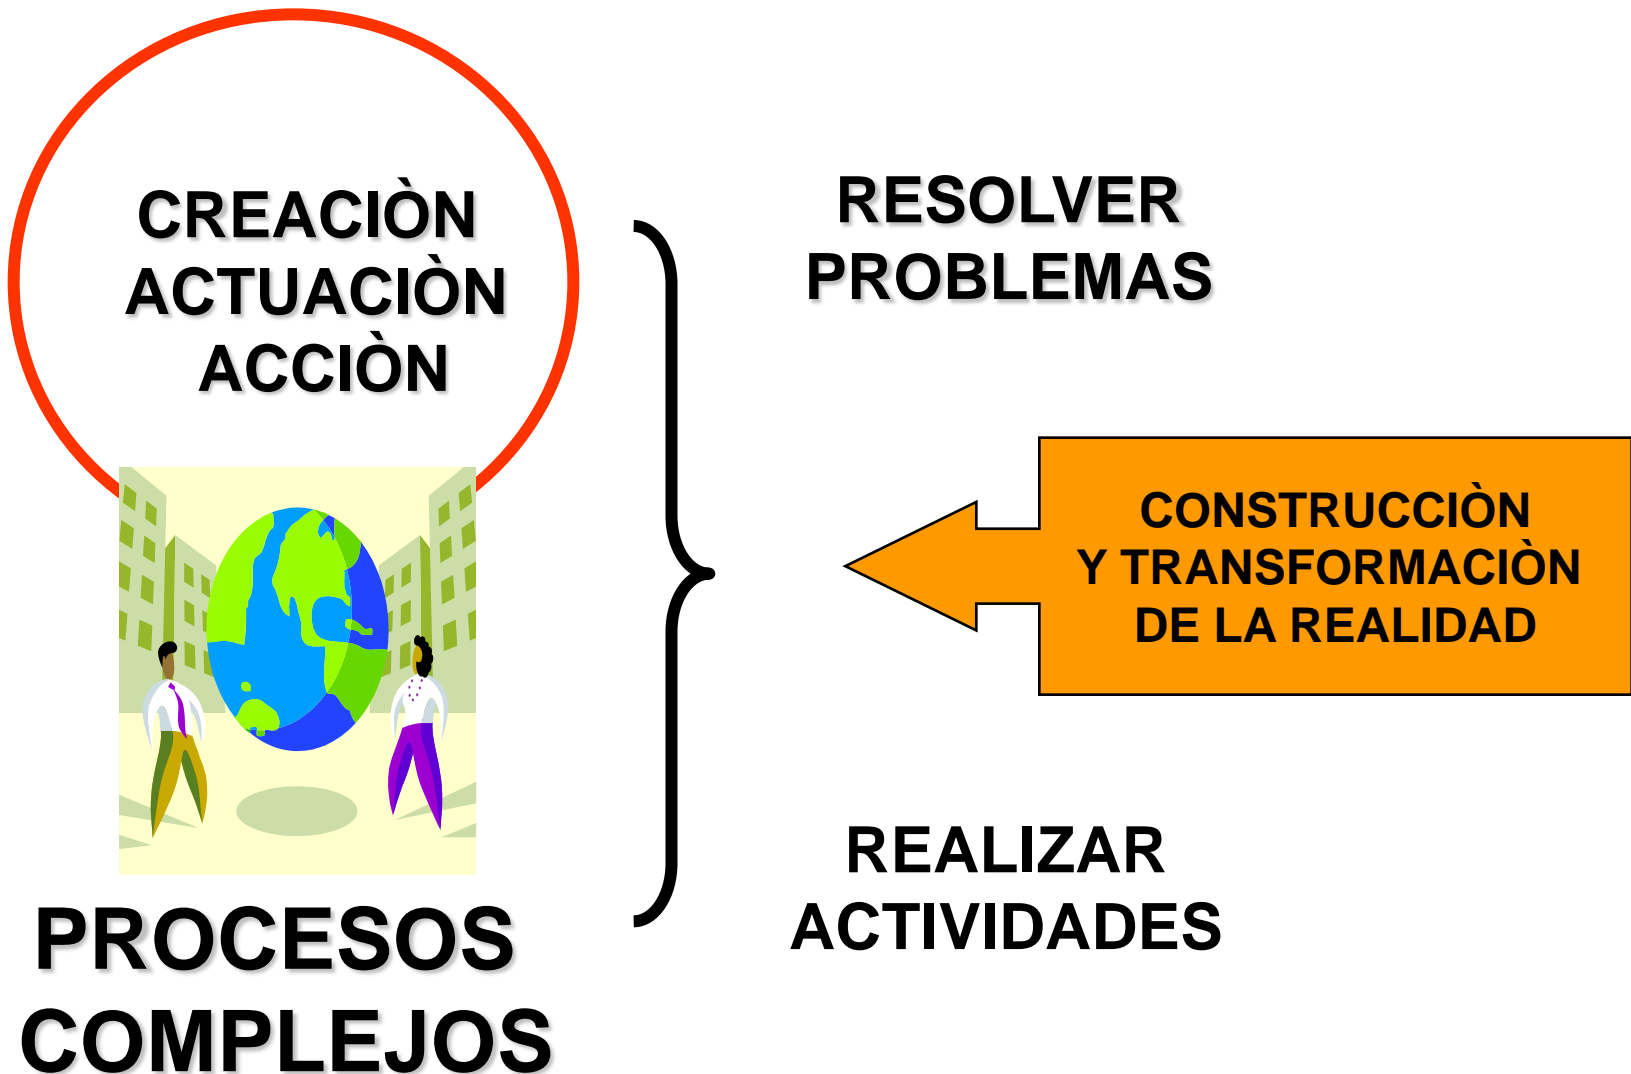 CREACIÒN
ACTUACIÒN
ACCIÒN
PROCESOS
COMPLEJOS
RESOLVER
PROBLEMAS
CONSTRUCCIÒN
Y TRANSFORMACIÒN
DE LA REALIDAD
REALIZAR
ACTIVIDADES